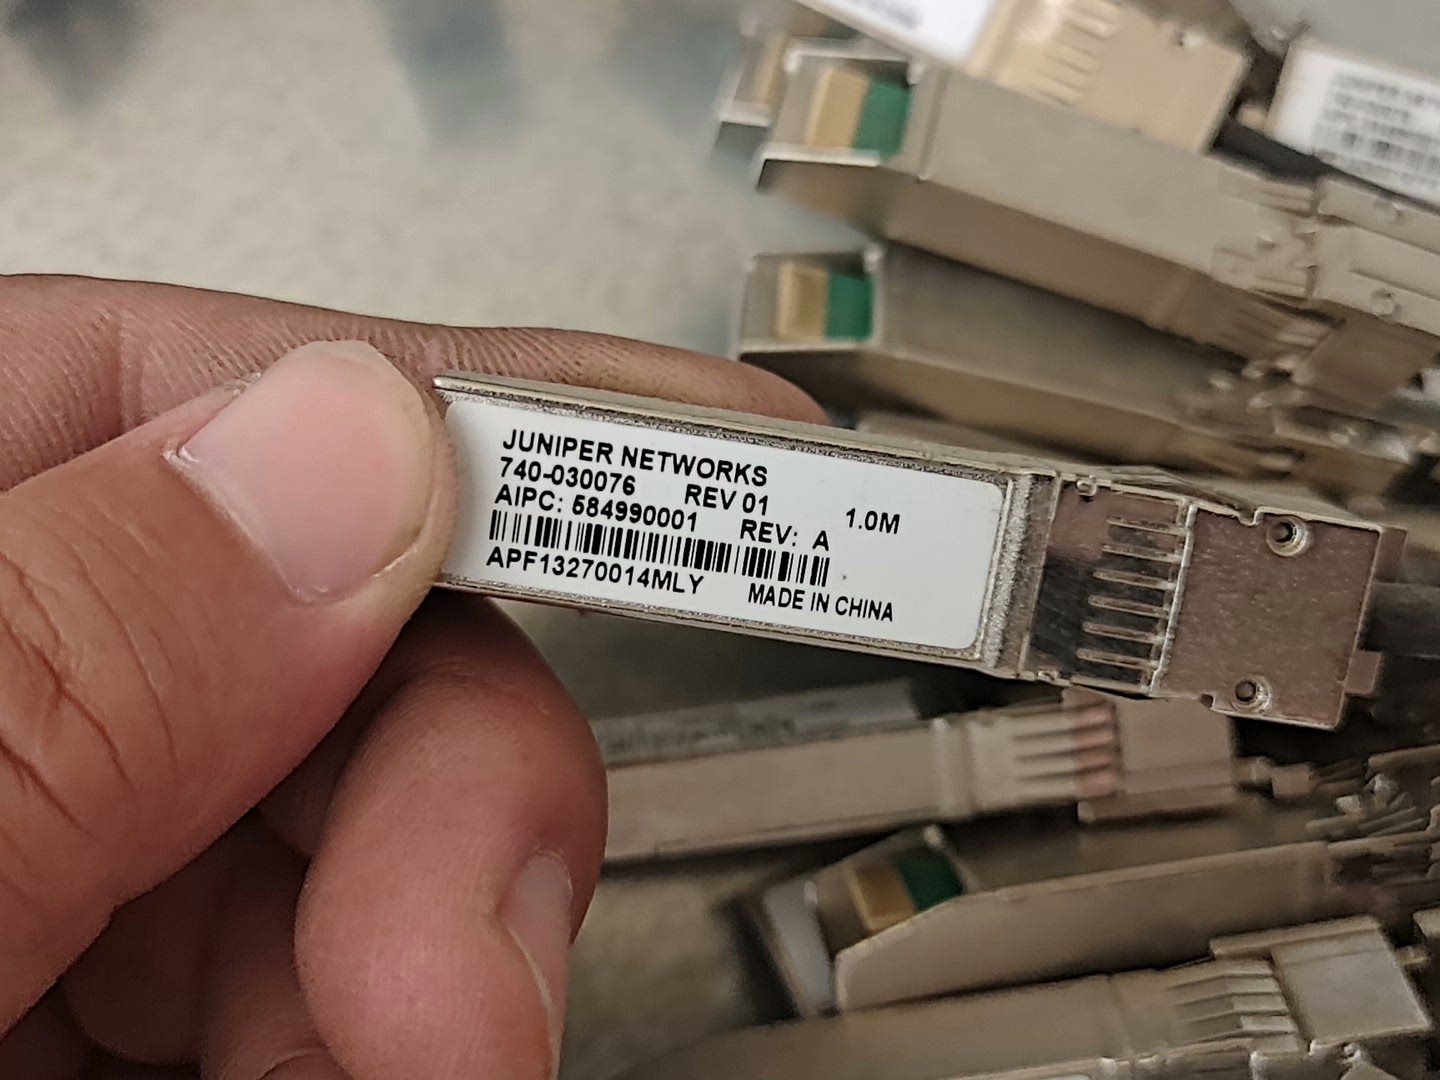 JUNIPER NETWORKS
740-030076 REV 01 1.0M
AIPC: 584990001 REV: A
APF13270014MLY MADE IN CHINA